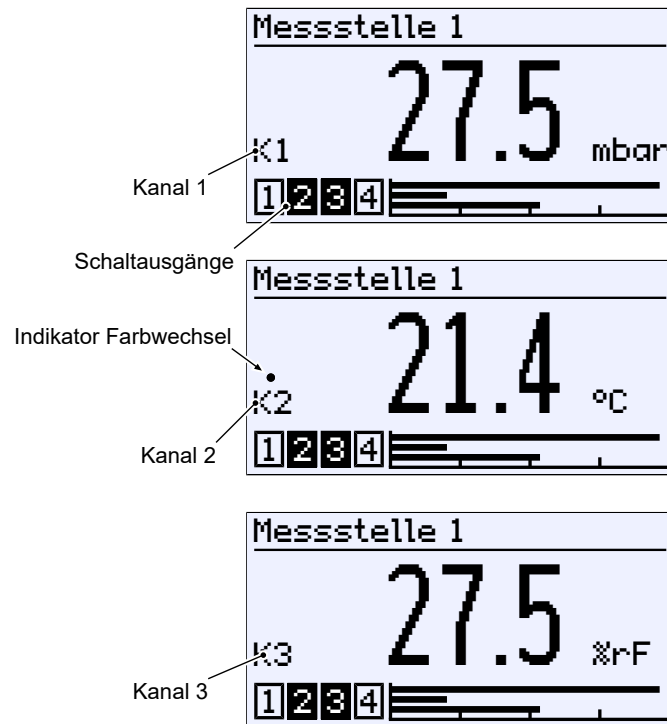 Messstelle 1
27.5
K1
mbar
Kanal 1
1 2 3 4
Schaltausgänge
Messstelle 1
Indikator Farbwechsel
21.4
K2
°C
Kanal 2
1 2 3 4
Messstelle 1
27.5
K3
%rF
Kanal 3
1 2 3 4